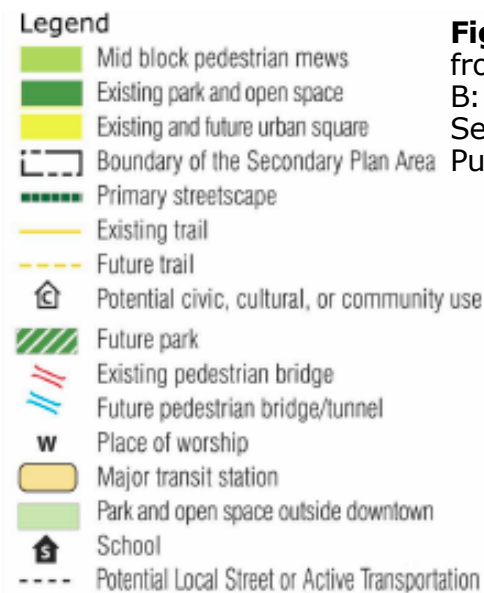 Legend
Mid block pedestrian mews
Existing park and open space
Existing and future urban square
Boundary of the Secondary Plan Area
Primary streetscape
Existing trail
Future trail
C Potential civic, cultural, or community use
Future park
Existing pedestrian bridge
Future pedestrian bridge/tunnel
W Place of worship
Major transit station
Park and open space outside downtown
S School
Potential Local Street or Active Transportation
Fig
fro
B:
Se
Pu